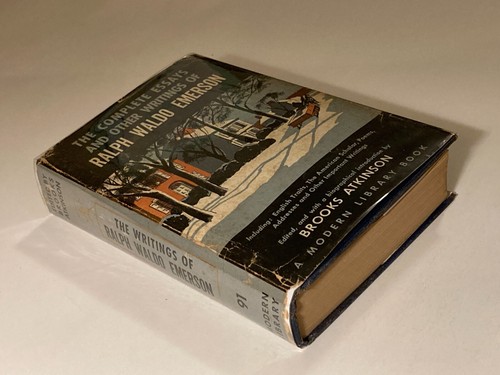 THE COMPLETE ESSAYS
AND OTHER WRITINGS OF
RALPH WALDO EMERSON
Including: English Traits, The American Scholar, Poems,
Addresses and Other Important Writings
Edited, and with a biographical introduction by
BROOKS ATKINSON
A MODERN LIBRARY BOOK
THE WRITINGS OF
RALPH WALDO EMERSON
91
MODERN
LIBRARY